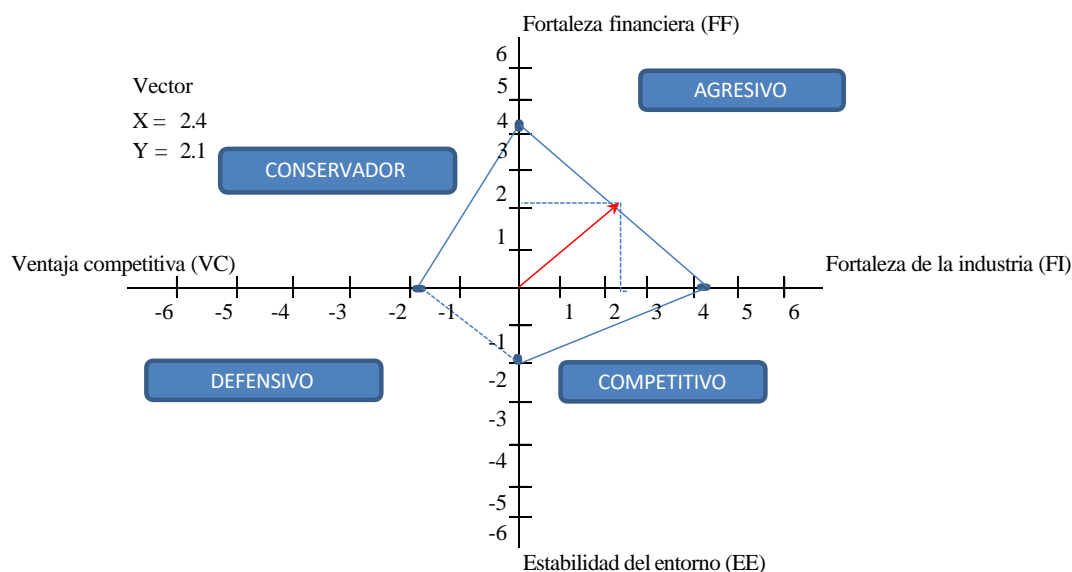 Fortaleza financiera (FF)
6
5
4
3
2
1
Vector
X = 2.4
Y = 2.1
AGRESIVO
CONSERVADOR
Ventaja competitiva (VC)
Fortaleza de la industria (FI)
-6 -5 -4 -3 -2 -1 1 2 3 4 5 6
-1
-2
-3
-4
-5
-6
DEFENSIVO
COMPETITIVO
Estabilidad del entorno (EE)